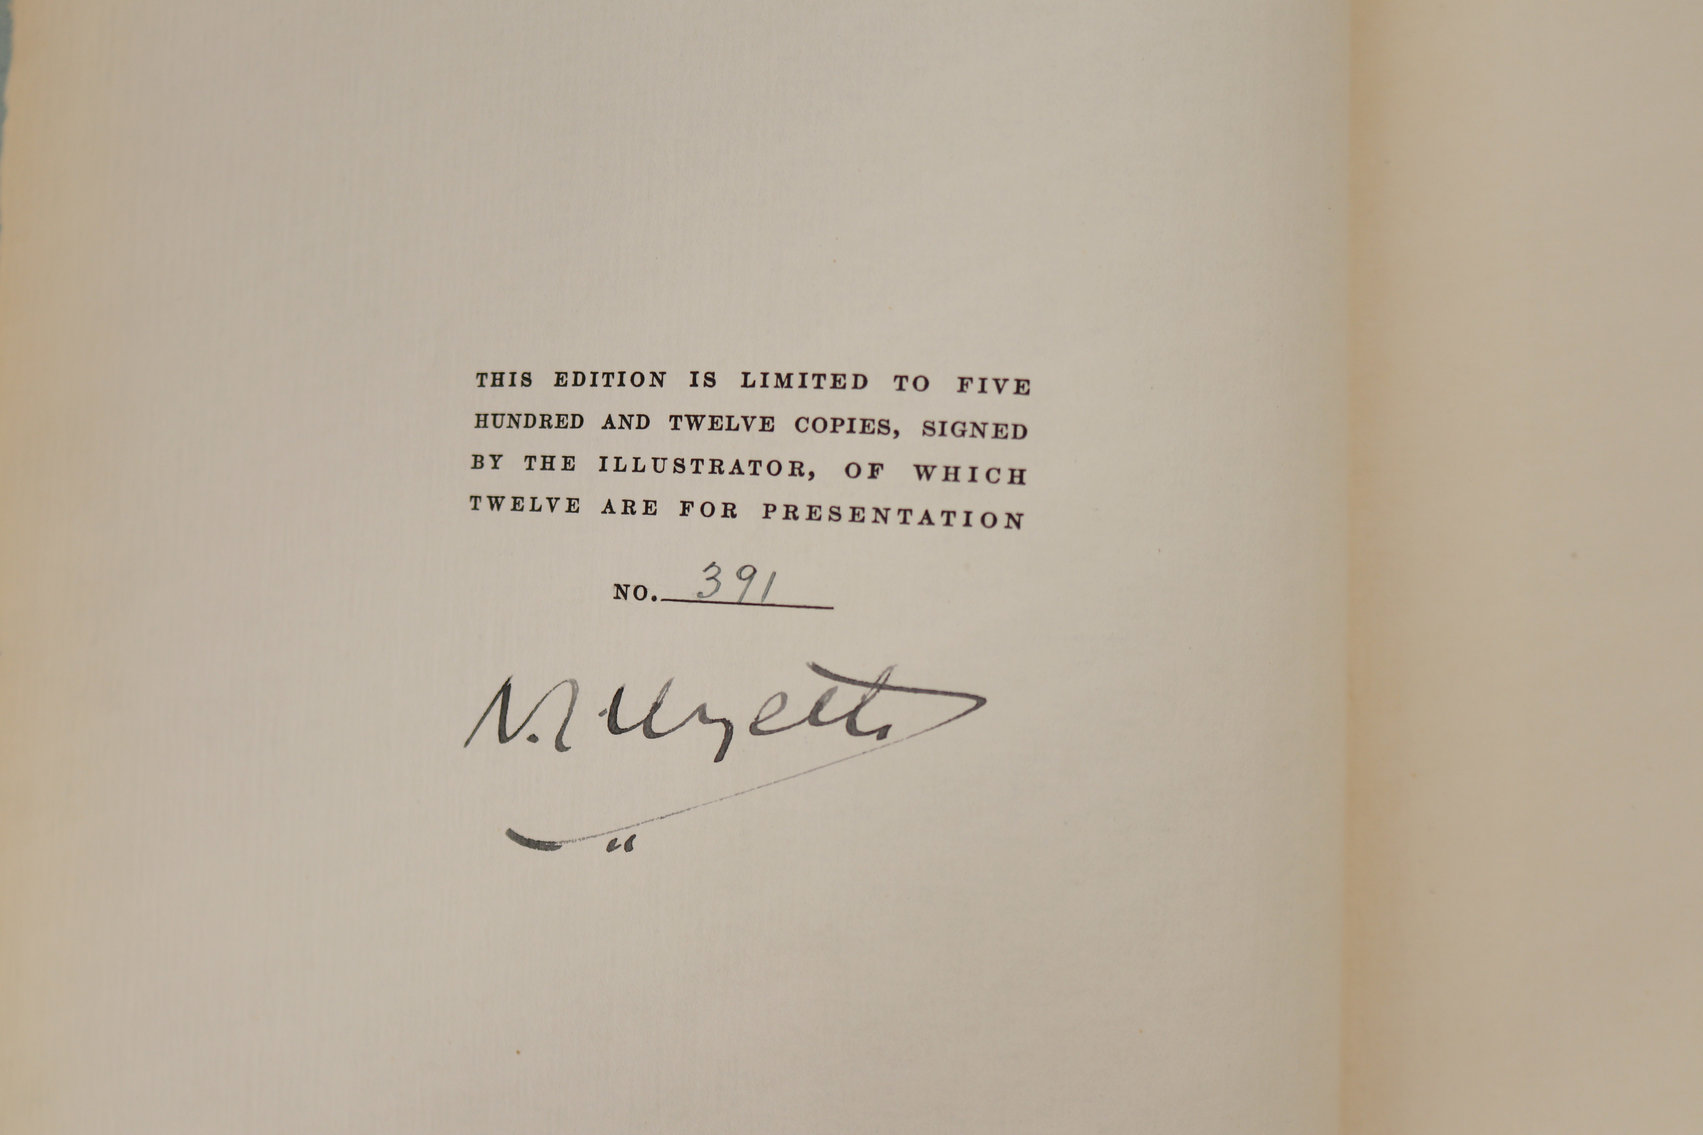 THIS EDITION IS LIMITED TO FIVE
HUNDRED AND TWELVE COPIES, SIGNED
BY THE ILLUSTRATOR, OF WHICH
TWELVE ARE FOR PRESENTATION
NO. 391
N. C. Wyeth